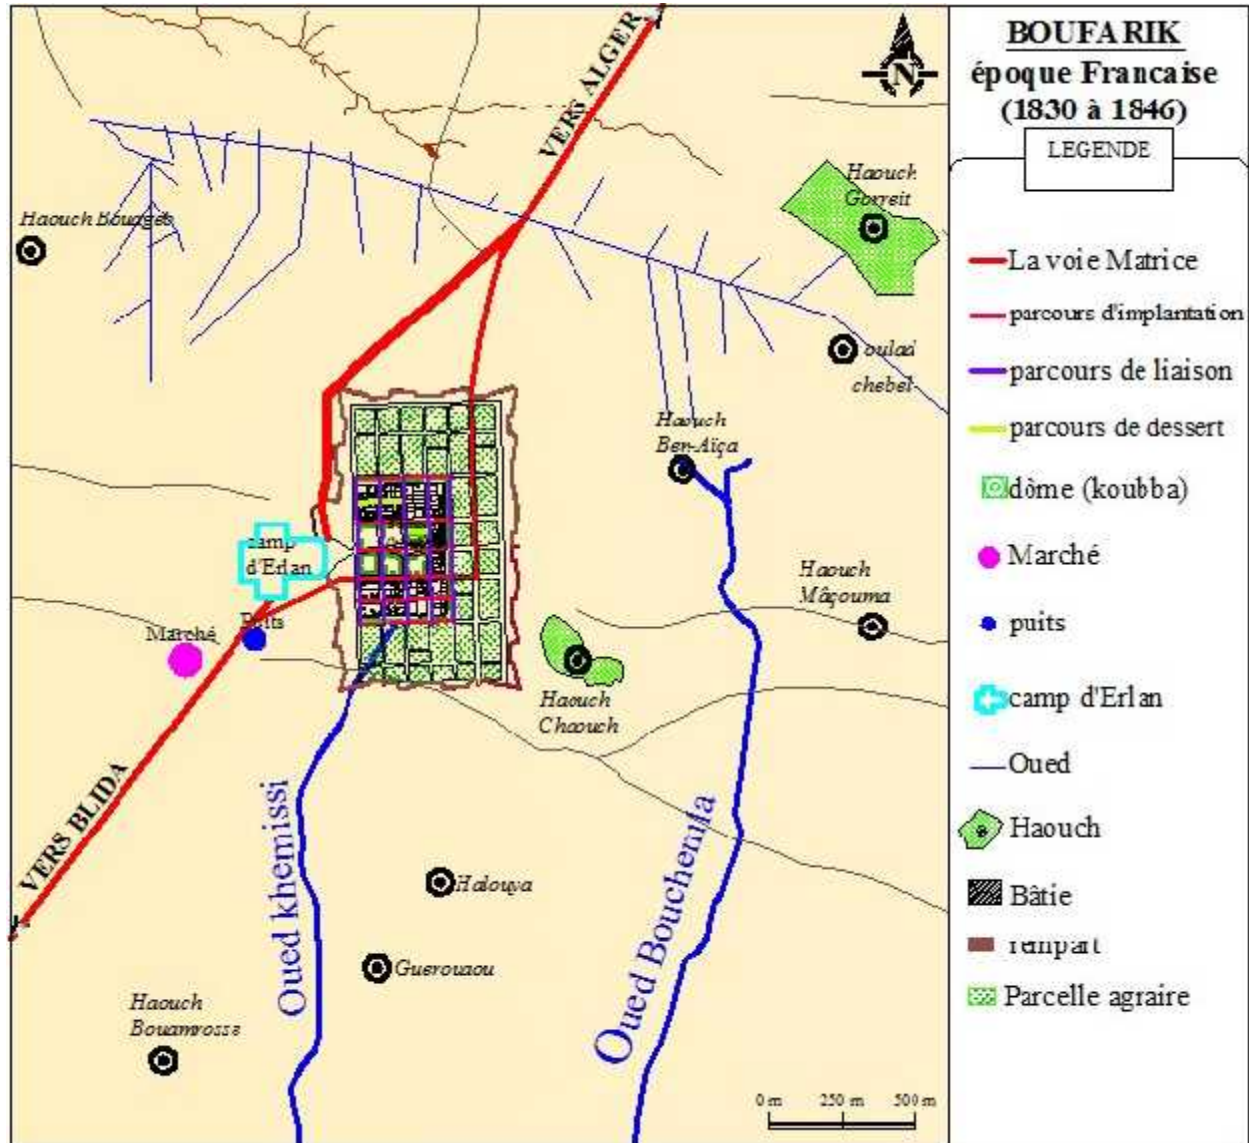 BOUFARIK
époque Francaise
(1830 à 1846)
LEGENDE
La voie Matrice
parcours d'implantation
parcours de liaison
parcours de dessert
dôme (koubba)
Marché
puits
camp d'Erlan
Oued
Haouch
Bâtie
rempart
Parcelle agraire
VERS ALGER
N
Haouch
Gorreit
Haouch
oulad
chebel
Haouch
Ben-Aïça
camp
d'Erlan
Haouch
Mâçouma
Marché
Puits
Haouch
Chaouch
VERS BLIDA
Oued khemissi
Oued Bouchemla
Halouya
Guerouaou
Haouch
Bouamrosse
0 m 250 m 500 m